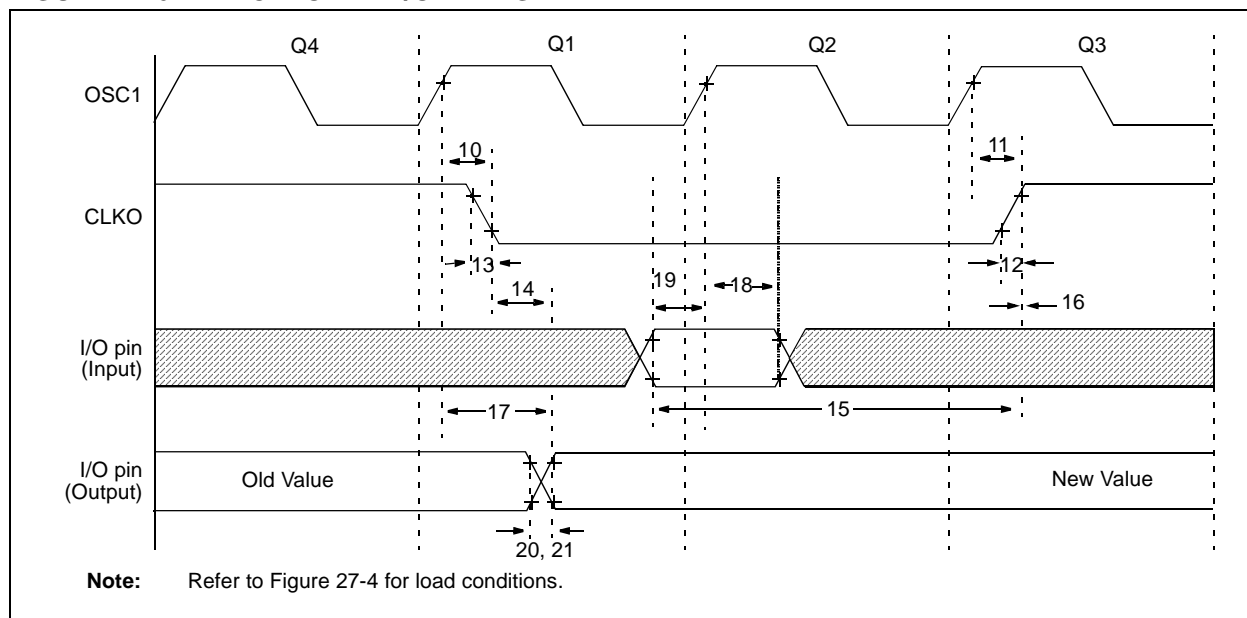 Q4 Q1 Q2 Q3
OSC1
10
11
CLKO
13
12
14
19
18
16
I/O pin
(Input)
17
15
I/O pin
(Output)
Old Value
New Value
20, 21
Note: Refer to Figure 27-4 for load conditions.